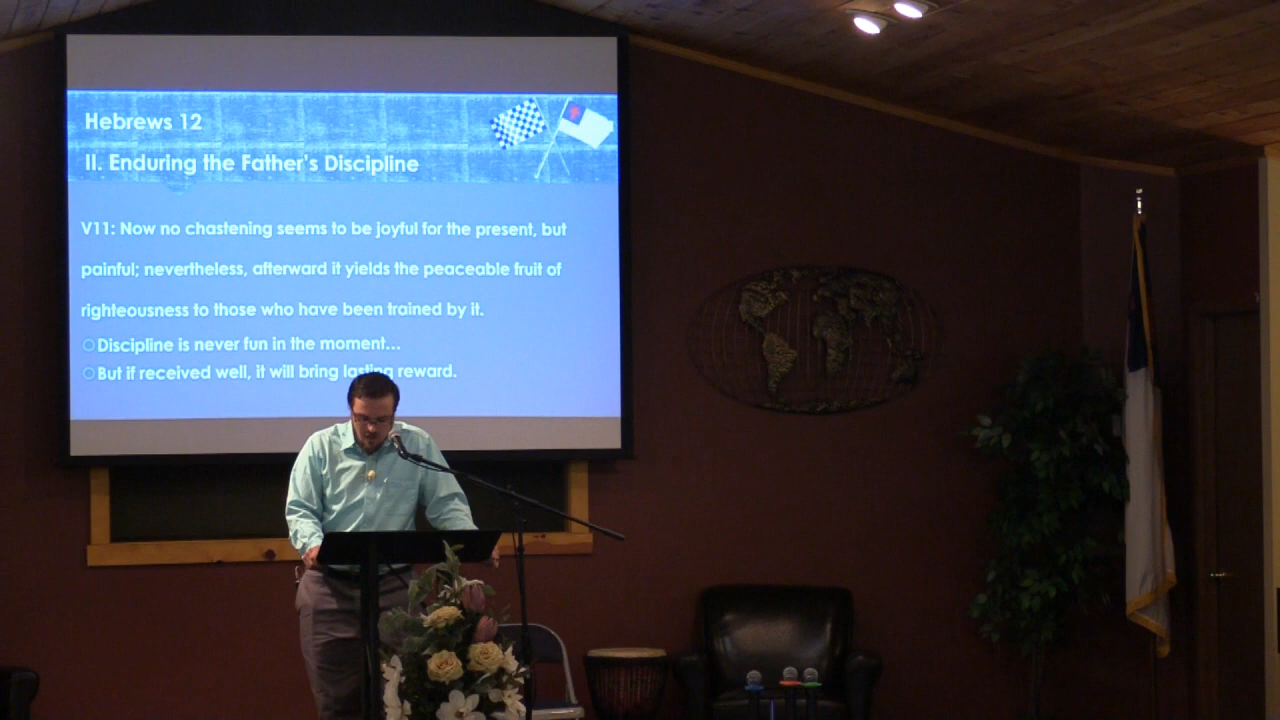 Hebrews 12
II. Enduring the Father's Discipline
V11: Now no chastening seems to be joyful for the present, but
painful; nevertheless, afterward it yields the peaceable fruit of
righteousness to those who have been trained by it.
Discipline is never fun in the moment...
But if received well, it will bring lasting reward.